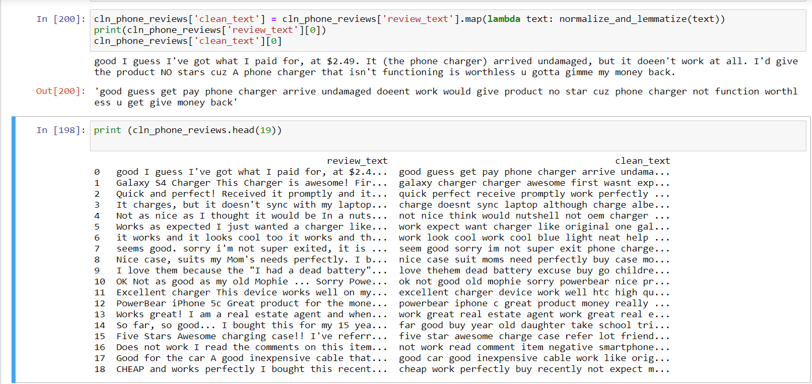 In [200]: cln_phone_reviews['clean_text'] = cln_phone_reviews['review_text'].map(lambda text: normalize_and_lemmatize(text))
print(cln_phone_reviews['review_text'][0])
cln_phone_reviews['clean_text'][0]
good I guess I've got what I paid for, at $2.49. It (the phone charger) arrived undamaged, but it doeen't work at all. I'd give
the product NO stars cuz A phone charger that isn't functioning is worthless u gotta gimme my money back.
Out[200]: 'good guess get pay phone charger arrive undamaged doeent work would give product no star cuz phone charger not function worthl
ess u get give money back'
In [198]: print (cln_phone_reviews.head(19))
review_text clean_text
0 good I guess I've got what I paid for, at $2.4... good guess get pay phone charger arrive undama...
1 Galaxy S4 Charger This Charger is awesome! Fir... galaxy charger charger awesome first wasnt exp...
2 Quick and perfect! Received it promptly and it... quick perfect receive promptly work perfectly ...
3 It charges, but it doesn't sync with my laptop... charge doesnt sync laptop although charge albe...
4 Not as nice as I thought it would be In a nuts... not nice think would nutshell not oem charger ...
5 Works as expected I just wanted a charger like... work expect want charger like original one gal...
6 it works and it looks cool too it works and th... work look cool work cool blue light neat help ...
7 seems good. sorry i'm not super exited, it is ... seem good sorry im not super exit phone charge...
8 Nice case, suits my Mom's needs perfectly. I b... nice case suit moms need perfectly buy case mo...
9 I love them because the "I had a dead battery"... love thehem dead battery excuse buy go childre...
10 OK Not as good as my old Mophie ... Sorry Powe... ok not good old mophie sorry powerbear nice pr...
11 Excellent charger This device works well on my... excellent charger device work well htc high qu...
12 PowerBear iPhone 5c Great product for the mone... powerbear iphone c great product money really ...
13 Works great! I am a real estate agent and when... work great real estate agent work great real e...
14 So far, so good... I bought this for my 15 yea... far good buy year old daughter take school tri...
15 Five Stars Awesome charging case!! I've referr... five star awesome charge case refer lot friend...
16 Does not work I read the comments on this item... not work read comment item negative smartphone...
17 Good for the car A good inexpensive cable that... good car good inexpensive cable work like orig...
18 CHEAP and works perfectly I bought this recent... cheap work perfectly buy recently not expect m...